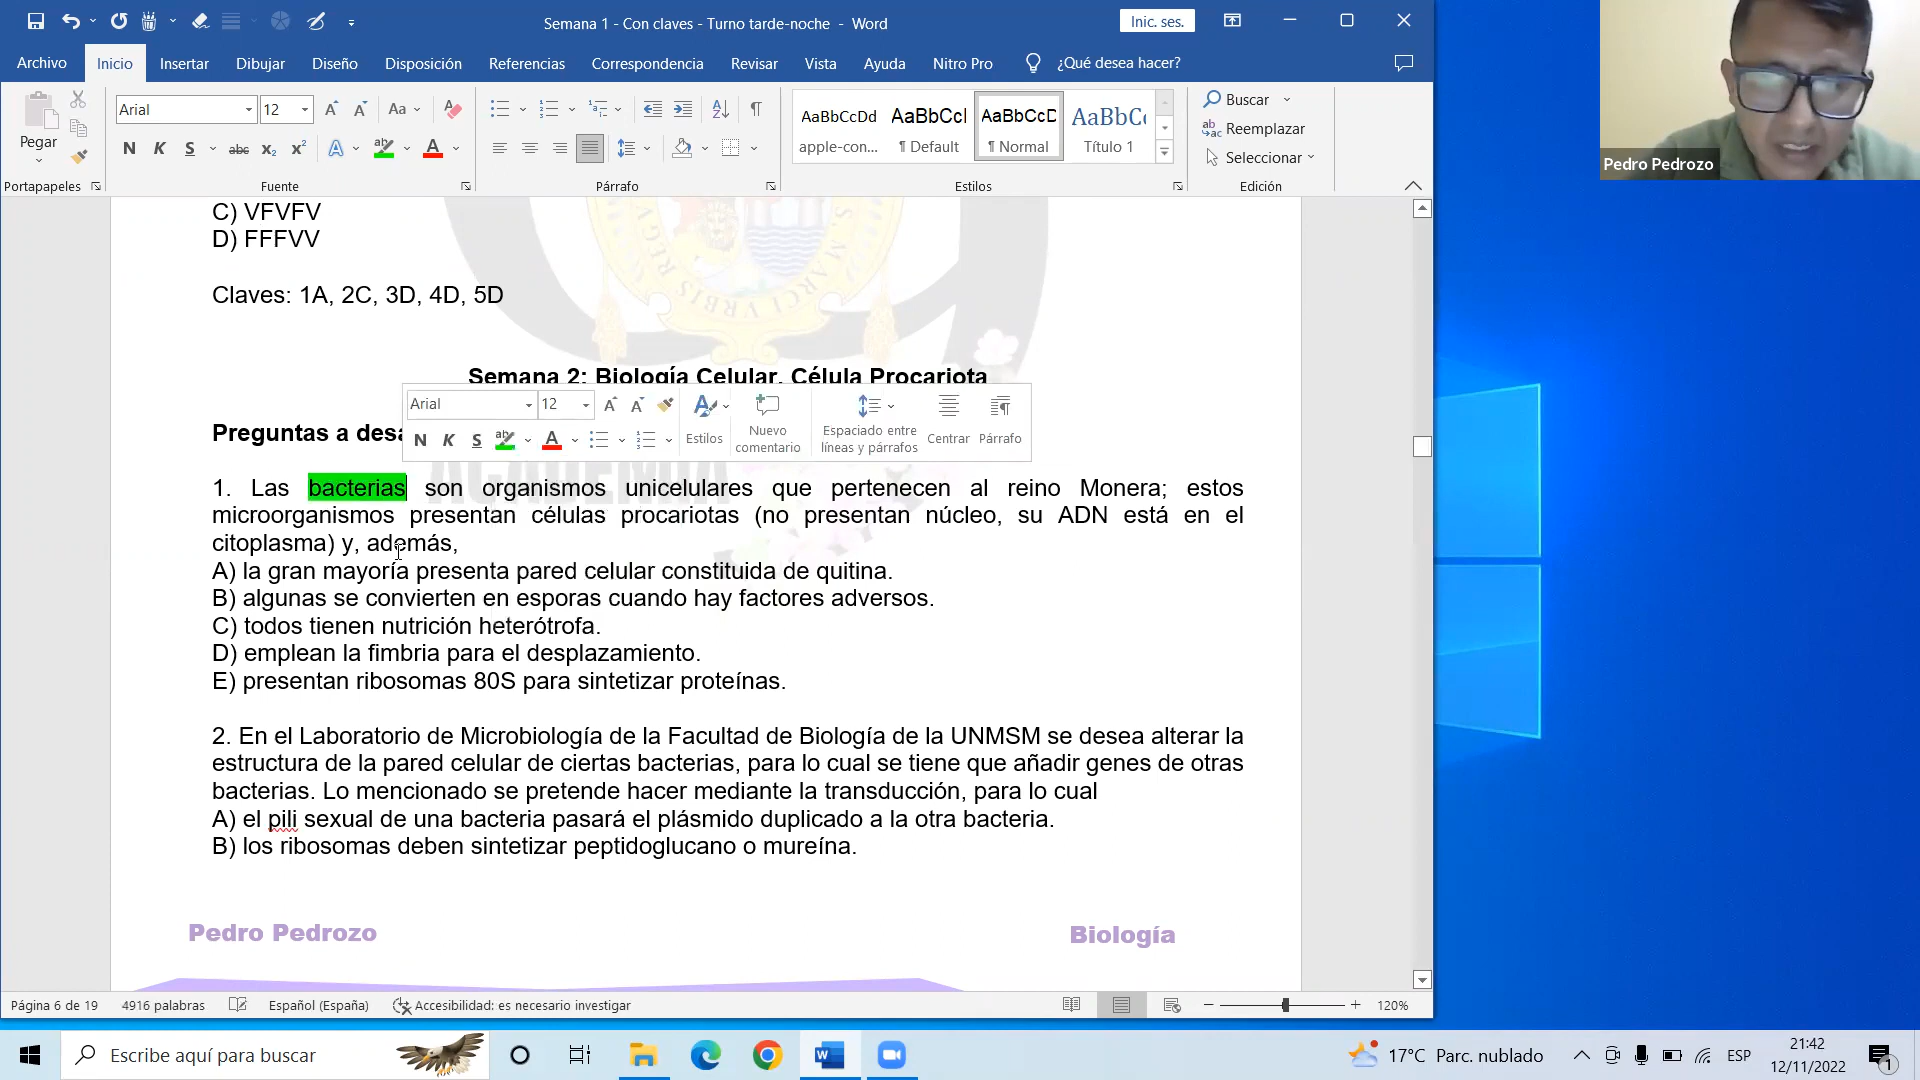 Semana 1 - Con claves - Turno tarde-noche - Word
Inic. ses.
Archivo Inicio Insertar Dibujar Diseño Disposición Referencias Correspondencia Revisar Vista Ayuda Nitro Pro ¿Qué desea hacer?
Pegar
Arial 12 Aa
N K S abc x₂ x² A ab A
AaBbCcDd AaBbCcI AaBbCcD AaBbC
apple-con... ¶ Default ¶ Normal Título 1
Buscar
Reemplazar
Seleccionar
Portapapeles Fuente Párrafo Estilos Edición
Pedro Pedrozo
C) VFVFV
D) FFFVV
Claves: 1A, 2C, 3D, 4D, 5D
Semana 2: Biología Celular. Célula Procariota
Arial 12
N K S
Estilos
Nuevo comentario
Espaciado entre líneas y párrafos
Centrar
Párrafo
Preguntas a desa
ACADEMIA
1. Las bacterias son organismos unicelulares que pertenecen al reino Monera; estos
microorganismos presentan células procariotas (no presentan núcleo, su ADN está en el
citoplasma) y, además,
A) la gran mayoría presenta pared celular constituida de quitina.
B) algunas se convierten en esporas cuando hay factores adversos.
C) todos tienen nutrición heterótrofa.
D) emplean la fimbria para el desplazamiento.
E) presentan ribosomas 80S para sintetizar proteínas.
2. En el Laboratorio de Microbiología de la Facultad de Biología de la UNMSM se desea alterar la
estructura de la pared celular de ciertas bacterias, para lo cual se tiene que añadir genes de otras
bacterias. Lo mencionado se pretende hacer mediante la transducción, para lo cual
A) el pili sexual de una bacteria pasará el plásmido duplicado a la otra bacteria.
B) los ribosomas deben sintetizar peptidoglucano o mureína.
Pedro Pedrozo Biología
Página 6 de 19 4916 palabras Español (España) Accesibilidad: es necesario investigar 120%
Escribe aquí para buscar
17°C Parc. nublado
ESP
21:42
12/11/2022
1